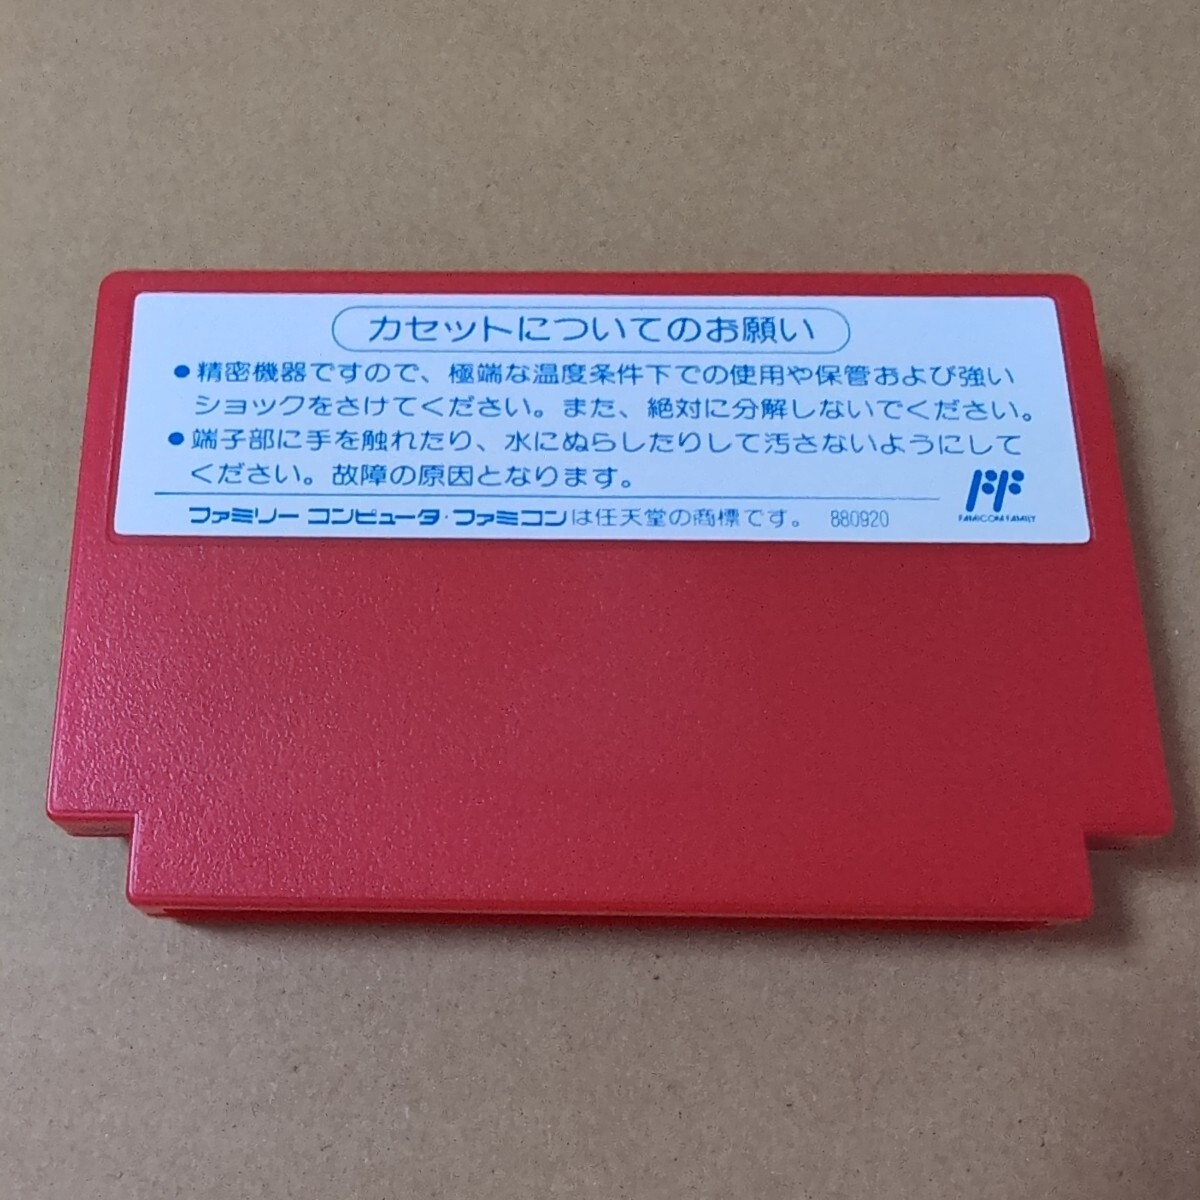 カセットについてのお願い
●精密機器ですので、極端な温度条件下での使用や保管および強い
ショックをさけてください。また、絶対に分解しないでください。
●端子部に手を触れたり、水にぬらしたりして汚さないようにして
ください。故障の原因となります。
ファミリーコンピュータ・ファミコンは任天堂の商標です。 880920
FAMICOM FAMILY